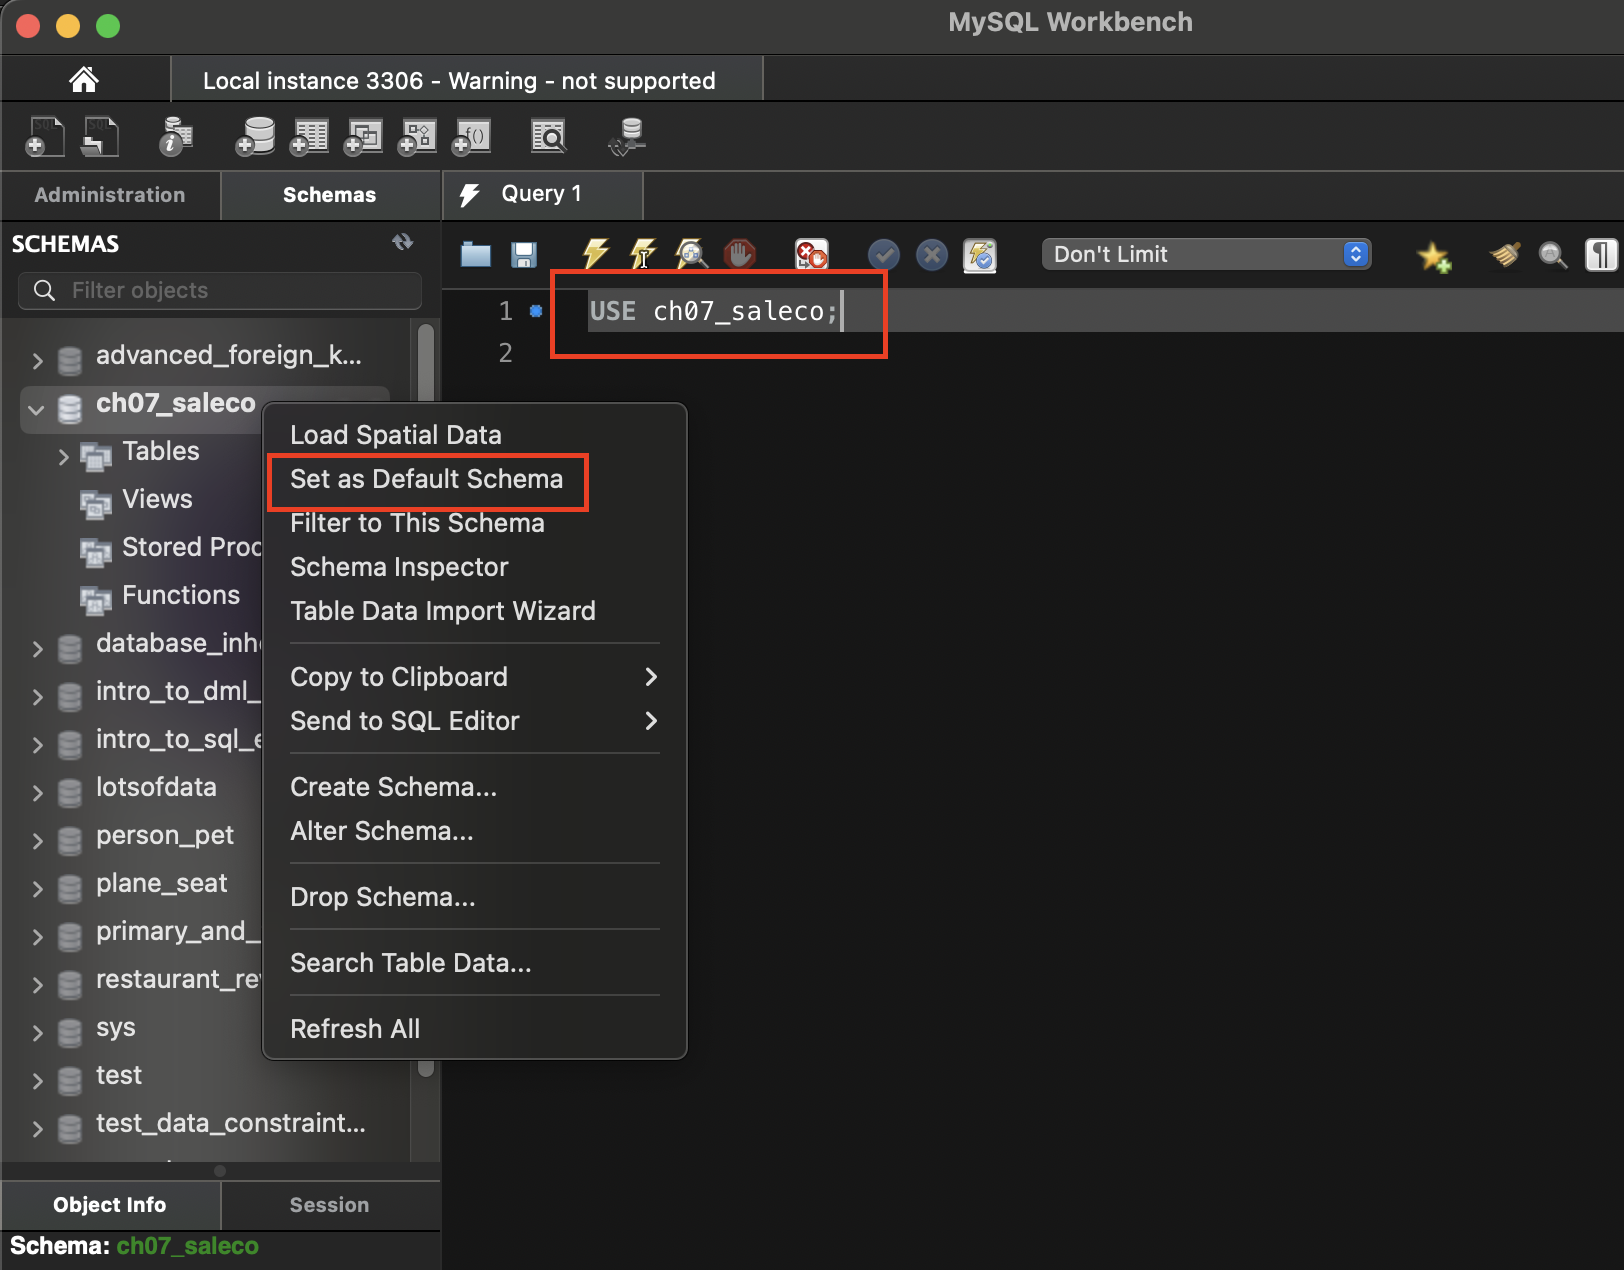 MySQL Workbench
Local instance 3306 - Warning - not supported
Administration
Schemas
Query 1
SCHEMAS
Filter objects
Don't Limit
1
USE ch07_saleco;
2
advanced_foreign_k...
ch07_saleco
Tables
Views
Stored Proc
Functions
database_inh
intro_to_dml_
intro_to_sql_e
lotsofdata
person_pet
plane_seat
primary_and_
restaurant_re
sys
test
test_data_constraint...
Load Spatial Data
Set as Default Schema
Filter to This Schema
Schema Inspector
Table Data Import Wizard
Copy to Clipboard
Send to SQL Editor
Create Schema...
Alter Schema...
Drop Schema...
Search Table Data...
Refresh All
Object Info
Session
Schema: ch07_saleco